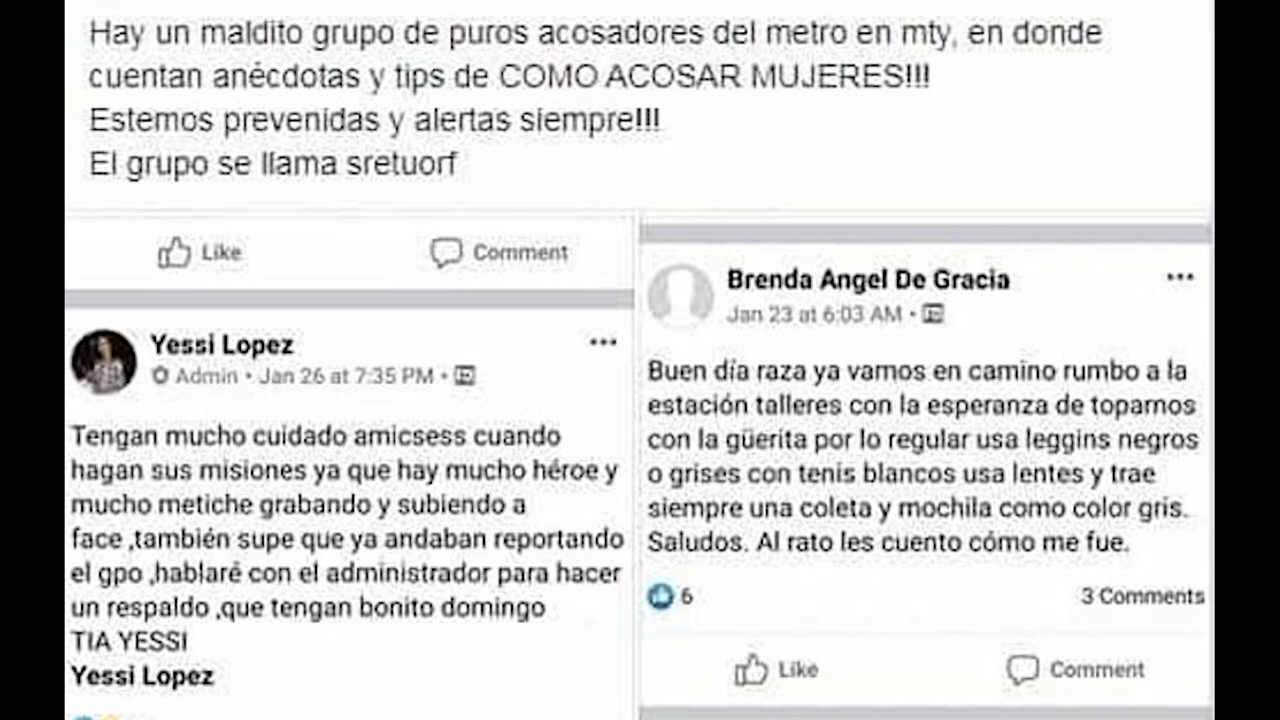 Hay un maldito grupo de puros acosadores del metro en mty, en donde
cuentan anécdotas y tips de COMO ACOSAR MUJERES!!!
Estemos prevenidas y alertas siempre!!!
El grupo se llama sretuorf
Like
Comment
Yessi Lopez
Admin • Jan 26 at 7:35 PM •
Tengan mucho cuidado amicsess cuando
hagan sus misiones ya que hay mucho héroe y
mucho metiche grabando y subiendo a
face ,también supe que ya andaban reportando
el gpo ,hablaré con el administrador para hacer
un respaldo ,que tengan bonito domingo
TIA YESSI
Yessi Lopez
Brenda Angel De Gracia
Jan 23 at 6:03 AM •
Buen día raza ya vamos en camino rumbo a la
estación talleres con la esperanza de toparnos
con la güerita por lo regular usa leggins negros
o grises con tenis blancos usa lentes y trae
siempre una coleta y mochila como color gris.
Saludos. Al rato les cuento cómo me fue.
6
3 Comments
Like
Comment